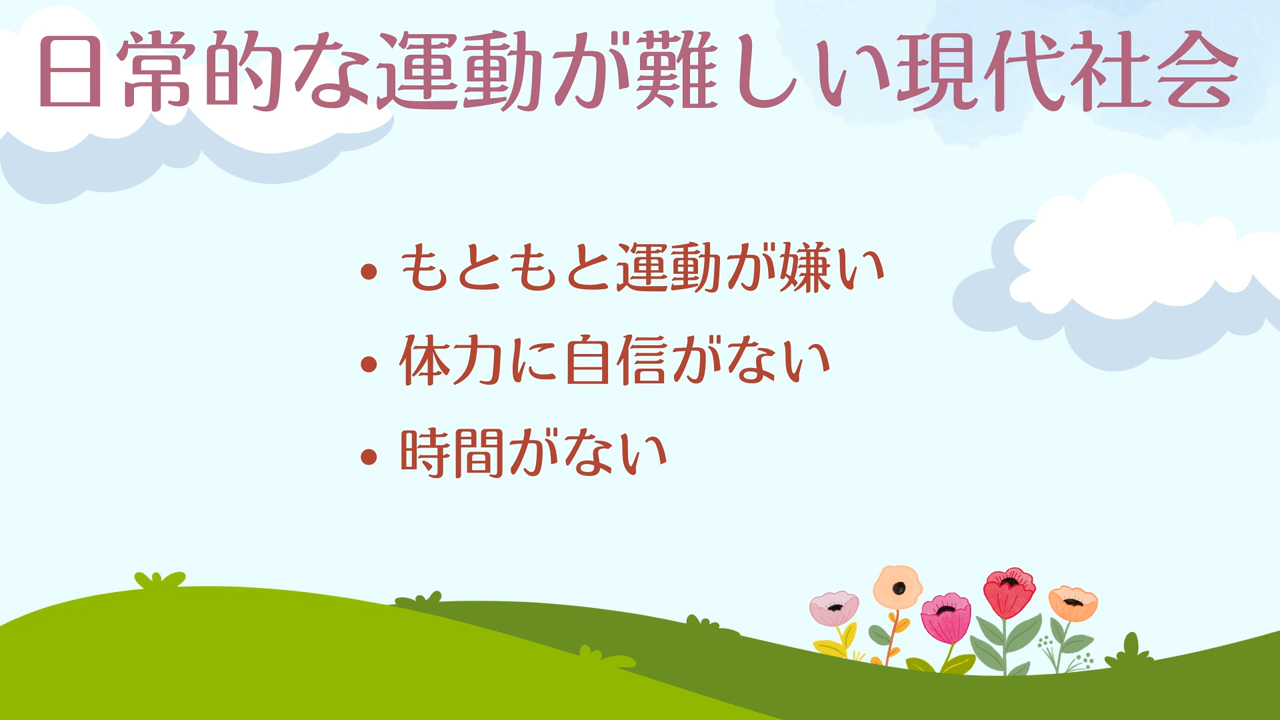 日常的な運動が難しい現代社会
• もともと運動が嫌い
• 体力に自信がない
• 時間がない